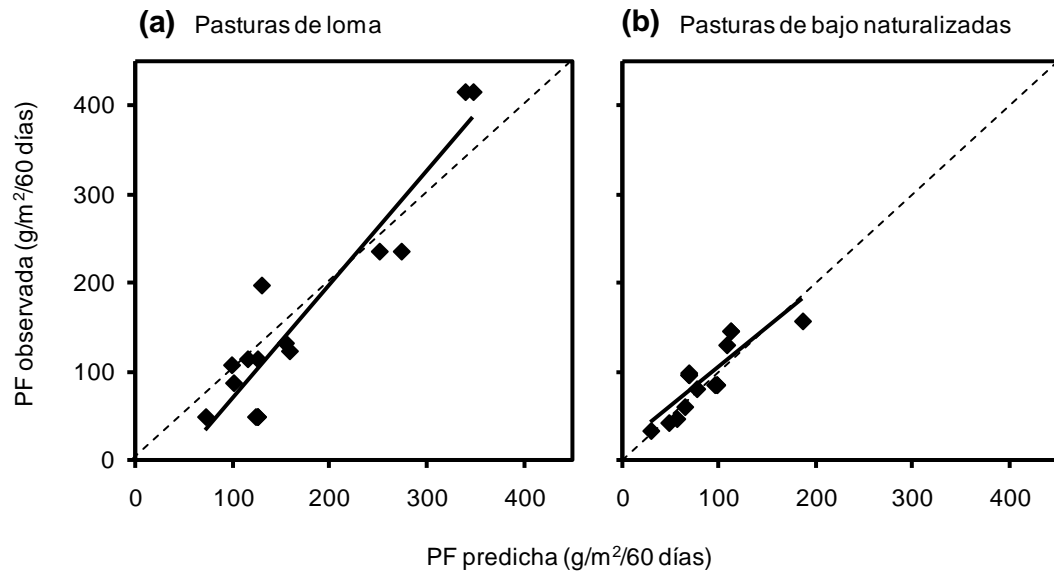 (a) Pasturas de loma
(b) Pasturas de bajo naturalizadas
PF observada (g/m²/60 días)
400
300
200
100
0
0 100 200 300 400
0 100 200 300 400
PF predicha (g/m²/60 días)